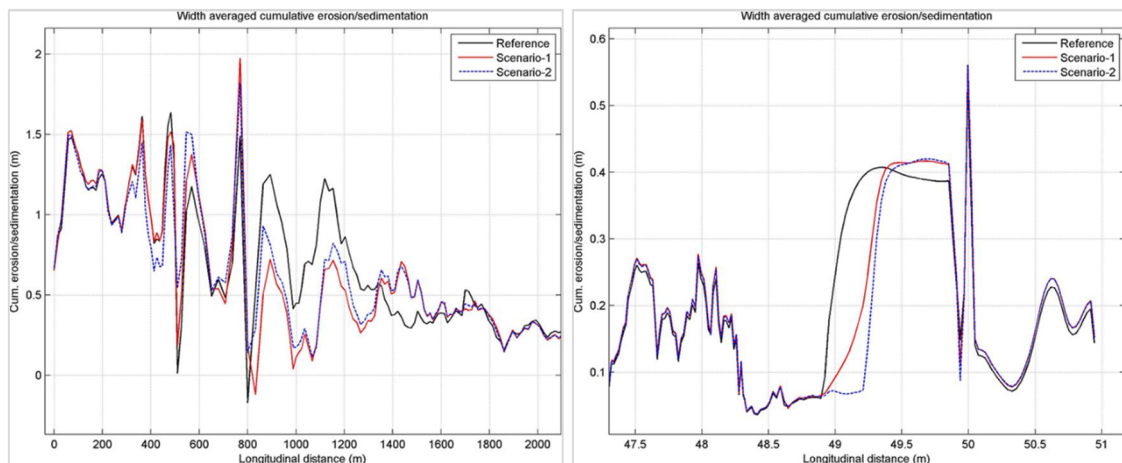 Width averaged cumulative erosion/sedimentation
Reference
Scenario-1
Scenario-2
2
1.5
1
0.5
0
Cum. erosion/sedimentation (m)
0 200 400 600 800 1000 1200 1400 1600 1800 2000
Longitudinal distance (m)
Width averaged cumulative erosion/sedimentation
Reference
Scenario-1
Scenario-2
0.6
0.5
0.4
0.3
0.2
0.1
Cum. erosion/sedimentation (m)
47.5 48 48.5 49 49.5 50 50.5 51
Longitudinal distance (m)